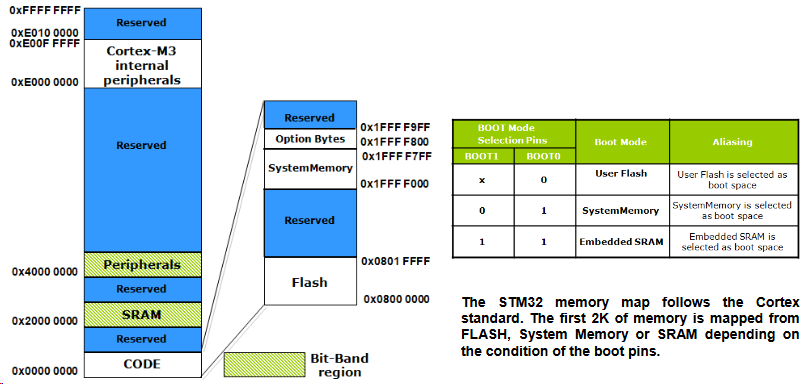 0xFFFF FFFF
Reserved
0xE010 0000
0xE00F FFFF
Cortex-M3
internal
peripherals
0xE000 0000
Reserved
Peripherals
0x4000 0000
Reserved
SRAM
0x2000 0000
Reserved
CODE
0x0000 0000
Reserved
0x1FFF F9FF
Option Bytes
0x1FFF F800
0x1FFF F7FF
SystemMemory
0x1FFF F000
Reserved
0x0801 FFFF
Flash
0x0800 0000
Bit-Band
region
BOOT Mode
Selection Pins
Boot Mode
Aliasing
BOOT1
BOOT0
x
0
User Flash
User Flash is selected as
boot space
0
1
SystemMemory
SystemMemory is selected
as boot space
1
1
Embedded SRAM
Embedded SRAM is
selected as boot space
The STM32 memory map follows the Cortex
standard. The first 2K of memory is mapped from
FLASH, System Memory or SRAM depending on
the condition of the boot pins.